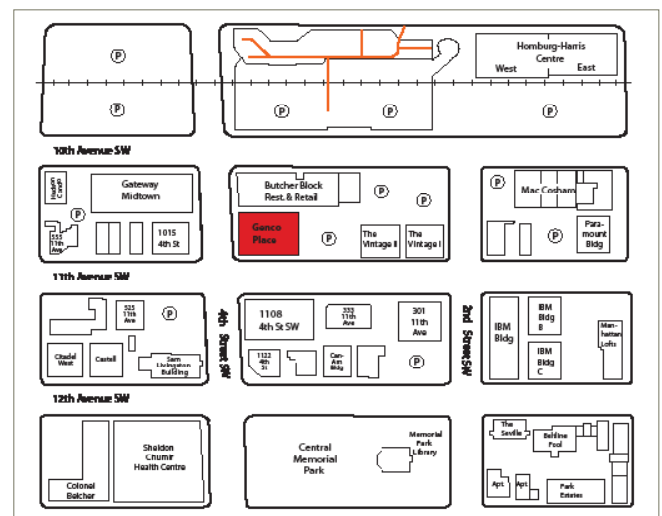 P
Homburg-Harris
Centre
West East
P
P
P
P
10th Avenue SW
Hudson
Condo
Gateway
Midtown
Butcher Block
Rest. & Retail
P
P
P
Mac Cosham
P
555
11th
Ave
1015
4th St
Genco
Place
P
The
Vintage II
The
Vintage I
P
Para-
mount
Bldg
11th Avenue SW
525
11th
Ave
P
4th Street SW
1108
4th St SW
333
11th
Ave
301
11th
Ave
2nd Street SW
IBM
Bldg
IBM
Bldg
B
Man-
hattan
Lofts
Citadel
West
Castell
Sam
Livingston
Building
1122
4th
St
Can-
Am
Bldg
P
IBM
Bldg
C
12th Avenue SW
Sheldon
Chumir
Health Centre
Colonel
Belcher
Central
Memorial
Park
Memorial
Park
Library
The
Seville
Behline
Pool
Apt
Apt
Park
Estates